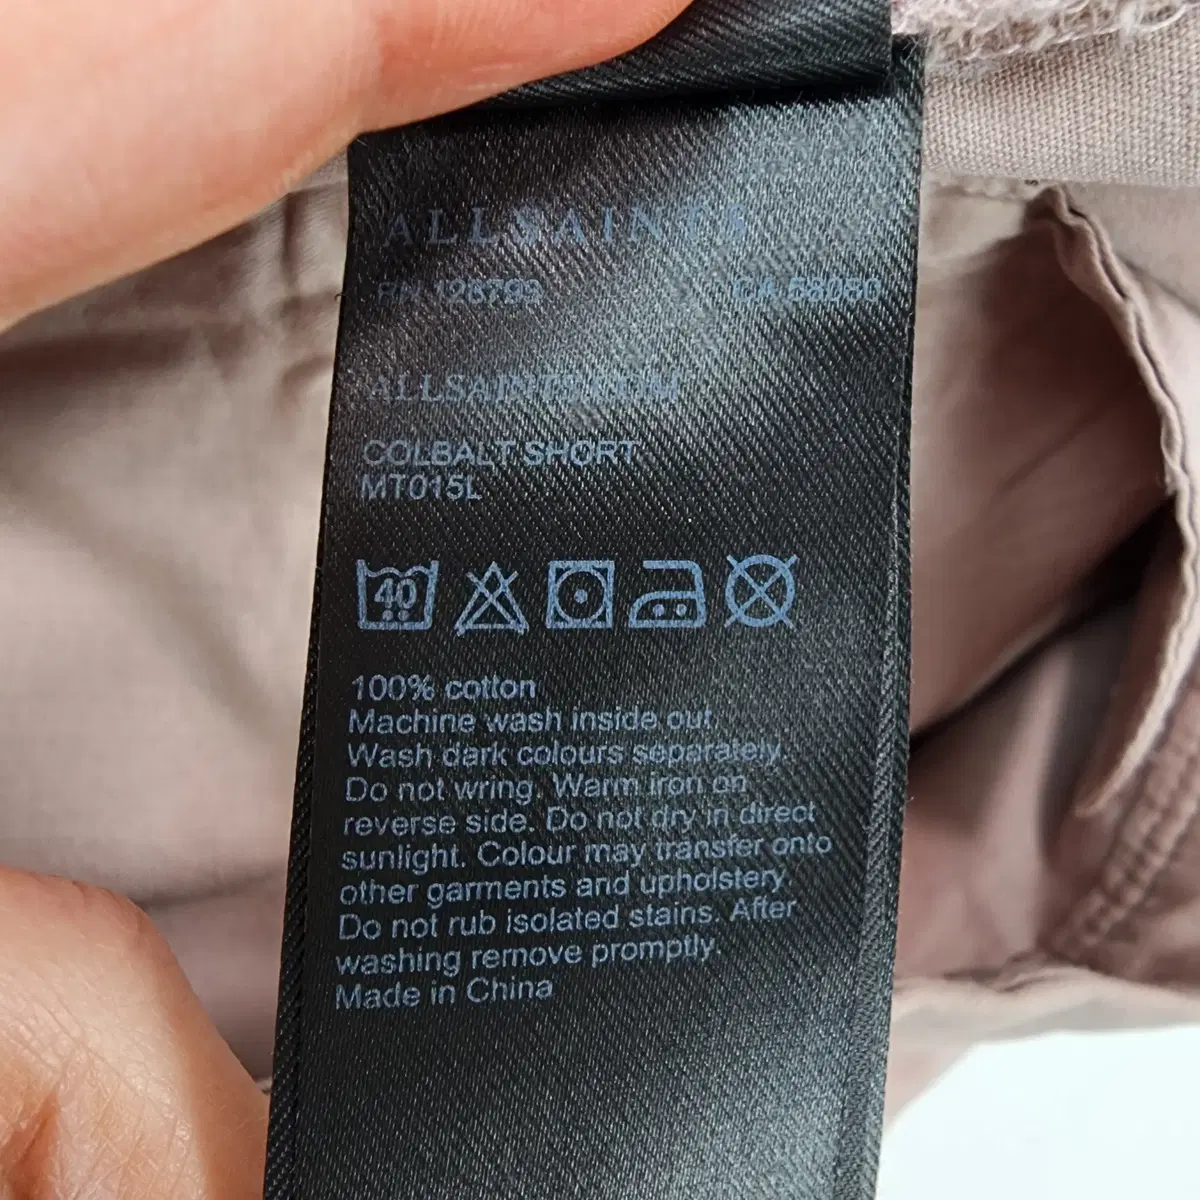 ALLSAINTS
RN 128793 CA 58080
ALLSAINTS.COM
COLBALT SHORT
MT015L
40
100% cotton
Machine wash inside out.
Wash dark colours separately.
Do not wring. Warm iron on
reverse side. Do not dry in direct
sunlight. Colour may transfer onto
other garments and upholstery.
Do not rub isolated stains. After
washing remove promptly.
Made in China